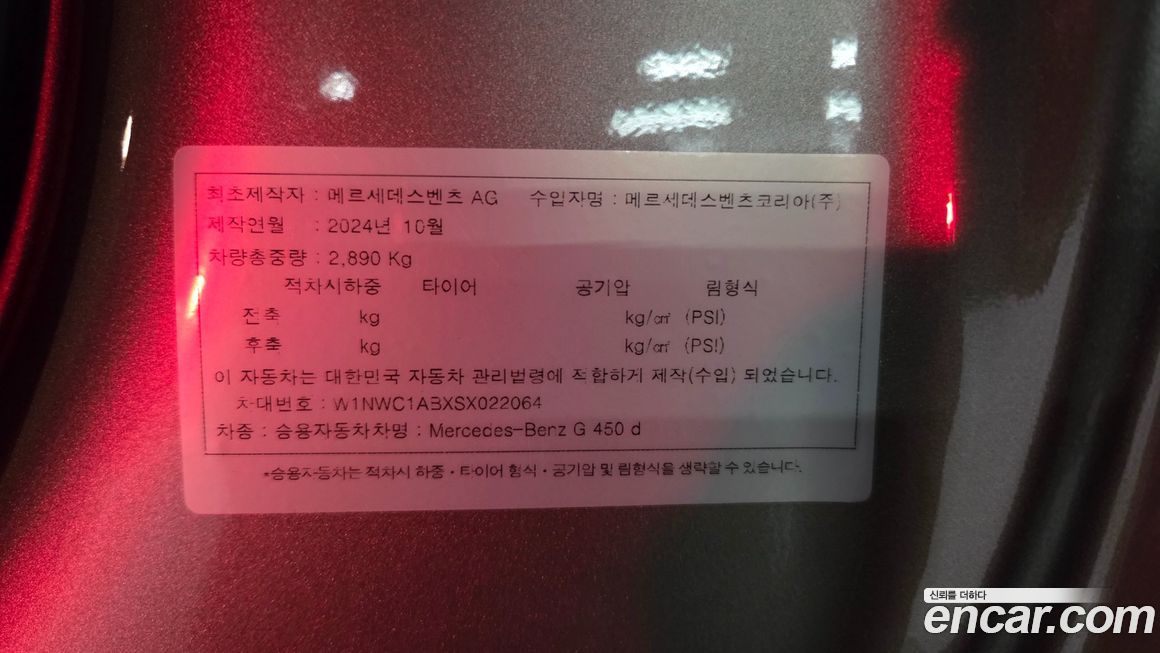 최초제작자 : 메르세데스벤츠 AG 수입자명 : 메르세데스벤츠코리아(주)
제작연월 : 2024년 10월
차량총중량 : 2,890 Kg
적차시하중 타이어 공기압 림형식
전축 kg kg/㎠ (PSI)
후축 kg kg/㎠ (PSI)
이 자동차는 대한민국 자동차 관리법령에 적합하게 제작(수입) 되었습니다.
차대번호 : W1NWC1ABXSX022064
차종 : 승용자동차차명 : Mercedes-Benz G 450 d
*승용자동차는 적차시 하중·타이어 형식·공기압 및 림형식을 생략할 수 있습니다.
신뢰를 더하다
encar.com